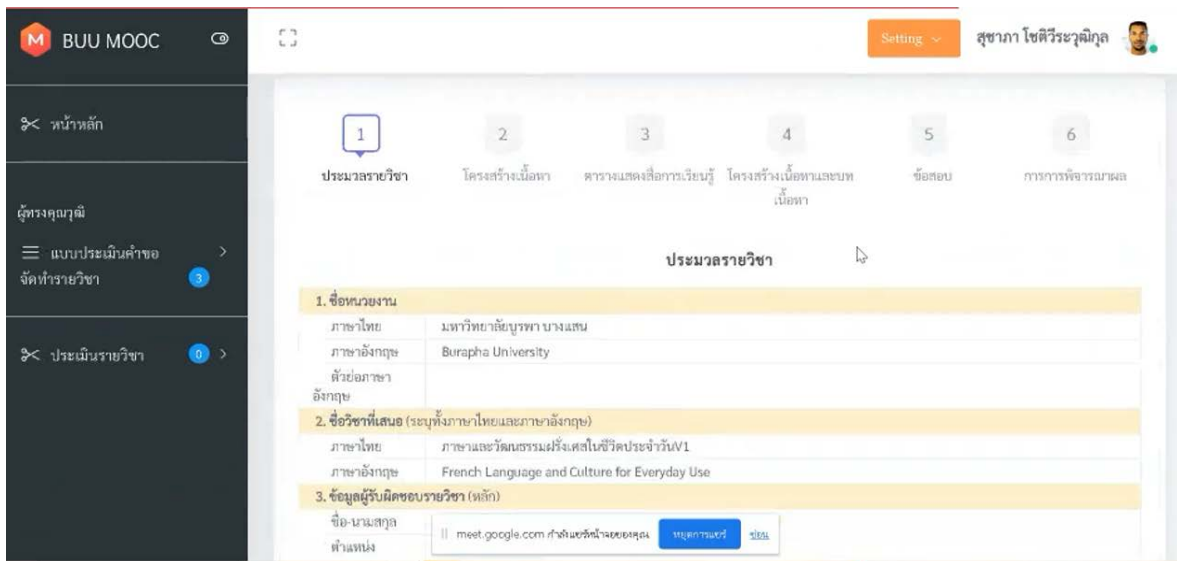 BUU MOOC
Setting
สุชาภา โชติวีระวุฒิกุล
หน้าหลัก
ผู้ทรงคุณวุฒิ
แบบประเมินคำขอ
จัดทำรายวิชา 3
ประเมินรายวิชา 0
1 2 3 4 5 6
ประมวลรายวิชา โครงสร้างเนื้อหา ตารางแสดงสื่อการเรียนรู้ โครงสร้างเนื้อหาและบท ข้อสอบ การการพิจารณาผล
เนื้อหา
ประมวลรายวิชา
1. ชื่อหน่วยงาน
ภาษาไทย มหาวิทยาลัยบูรพา บางแสน
ภาษาอังกฤษ Burapha University
ตัวย่อภาษา
อังกฤษ
2. ชื่อวิชาที่เสนอ (ระบุทั้งภาษาไทยและภาษาอังกฤษ)
ภาษาไทย ภาษาและวัฒนธรรมฝรั่งเศสในชีวิตประจำวันV1
ภาษาอังกฤษ French Language and Culture for Everyday Use
3. ข้อมูลผู้รับผิดชอบรายวิชา (หลัก)
ชื่อ-นามสกุล
ตำแหน่ง
meet.google.com กำลังแชร์หน้าจอของคุณ หยุดการแชร์ ซ่อน